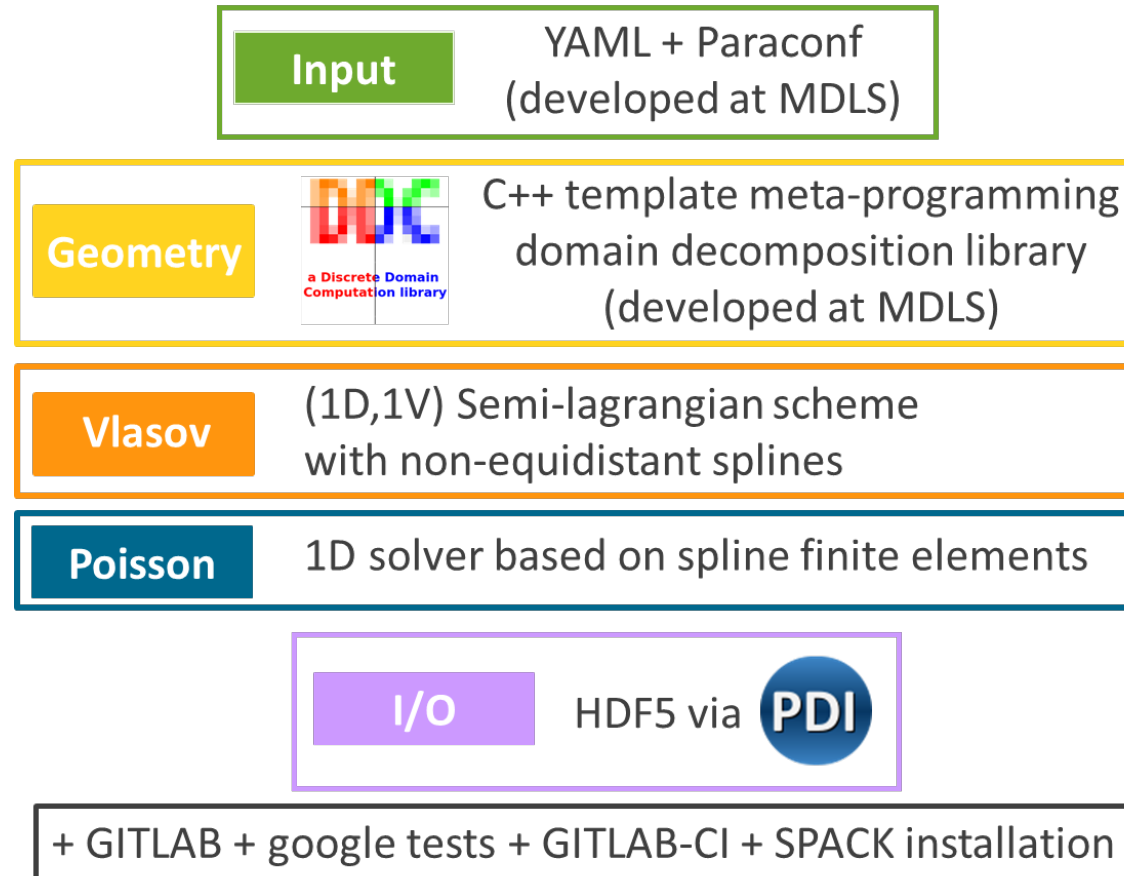 Input
YAML + Paraconf
(developed at MDLS)
Geometry
DDC
a Discrete Domain
Computation library
C++ template meta-programming
domain decomposition library
(developed at MDLS)
Vlasov
(1D,1V) Semi-lagrangian scheme
with non-equidistant splines
Poisson
1D solver based on spline finite elements
I/O
HDF5 via PDI
+ GITLAB + google tests + GITLAB-CI + SPACK installation